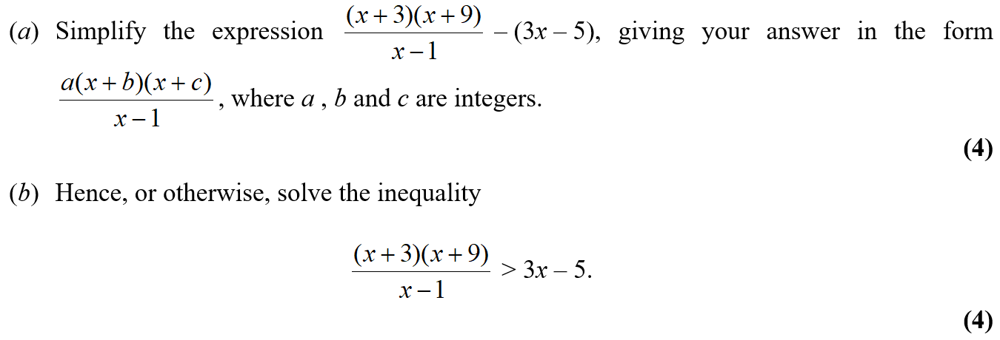 (a) Simplify the expression \frac{(x+3)(x+9)}{x-1} – (3x – 5), giving your answer in the form
\frac{a(x+b)(x+c)}{x-1}, where a , b and c are integers.
(4)
(b) Hence, or otherwise, solve the inequality
\frac{(x+3)(x+9)}{x-1} > 3x – 5.
(4)